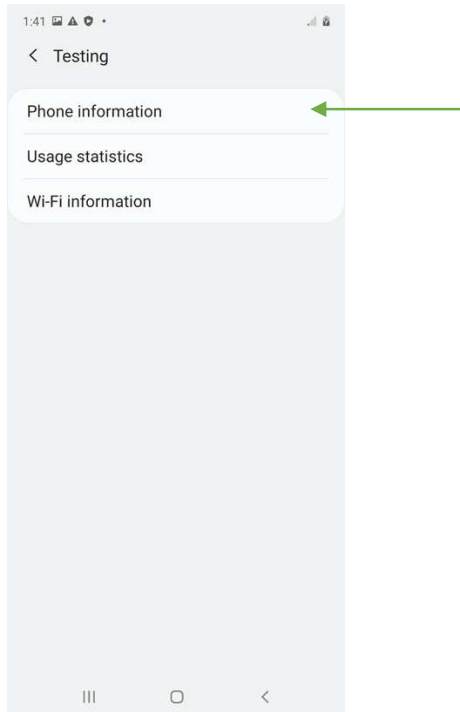 1:41
Testing
Phone information
Usage statistics
Wi-Fi information